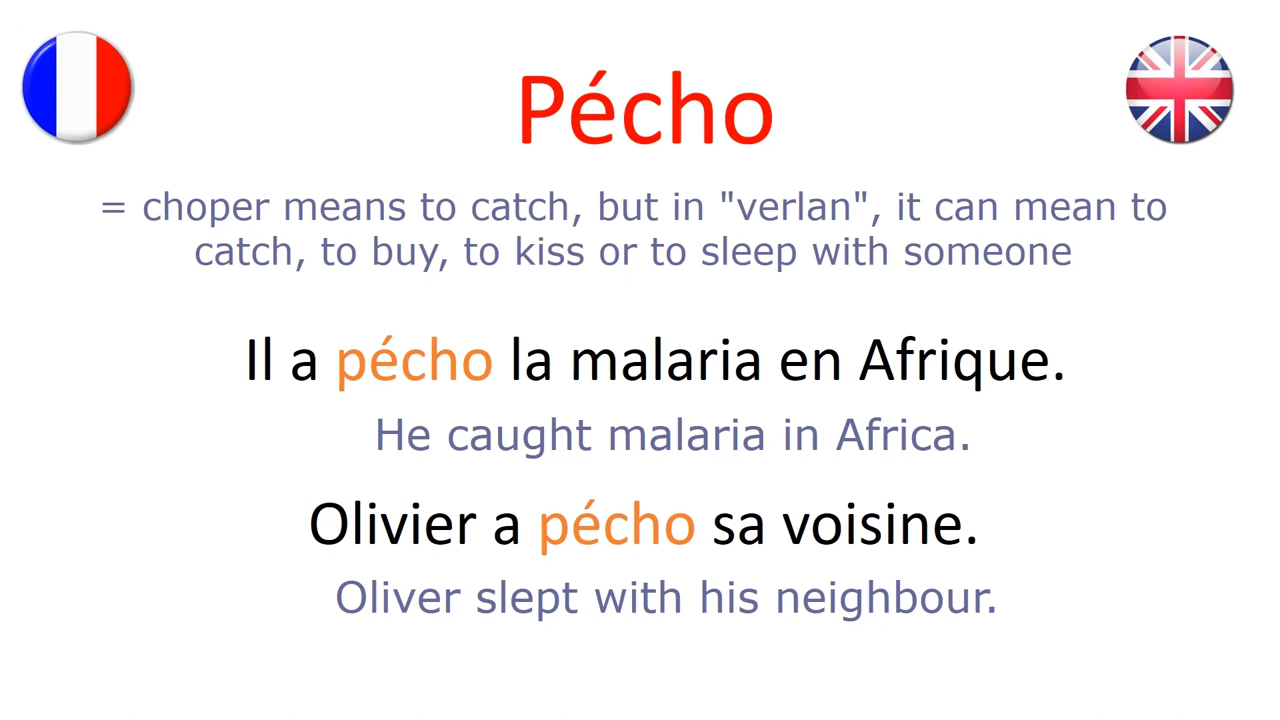 Pécho
= choper means to catch, but in "verlan", it can mean to
catch, to buy, to kiss or to sleep with someone
Il a pécho la malaria en Afrique.
He caught malaria in Africa.
Olivier a pécho sa voisine.
Oliver slept with his neighbour.